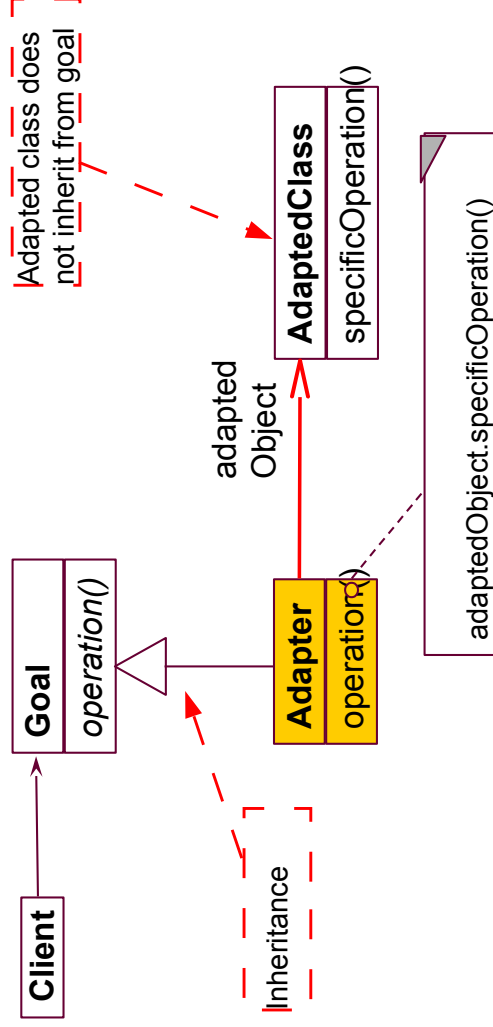 Client
Goal
operation()
Adapted class does
not inherit from goal
Inheritance
adapted
Object
Adapter
operation()
AdaptedClass
specificOperation()
adaptedObject.specificOperation()